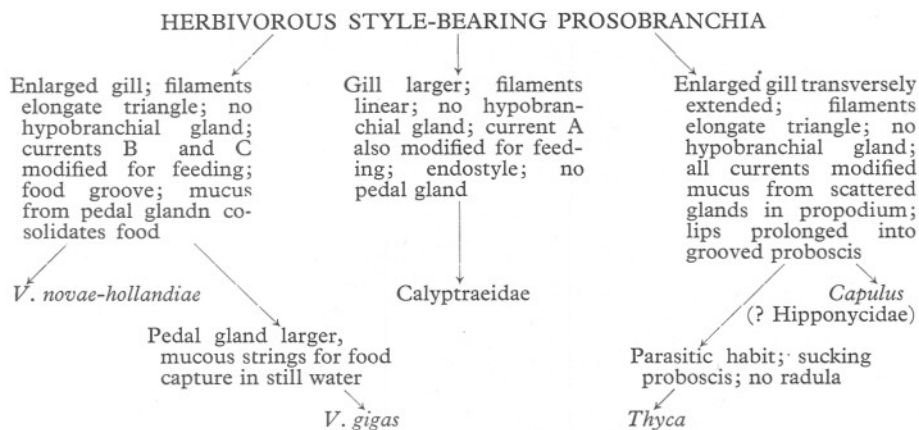 HERBIVOROUS STYLE-BEARING PROSOBRANCHIA
Enlarged gill; filaments
elongate triangle; no
hypobranchial gland;
currents B and C
modified for feeding;
food groove; mucus
from pedal glandn co-
solidates food
Gill larger; filaments
linear; no hypobran-
chial gland; current A
also modified for feed-
ing; endostyle; no
pedal gland
Enlarged gill transversely
extended; filaments
elongate triangle; no
hypobranchial gland;
all currents modified
mucus from scattered
glands in propodium;
lips prolonged into
grooved proboscis
V. novae-hollandiae
Calyptraeidae
Capulus
(? Hipponycidae)
Pedal gland larger,
mucous strings for food
capture in still water
Parasitic habit; sucking
proboscis; no radula
V. gigas
Thyca